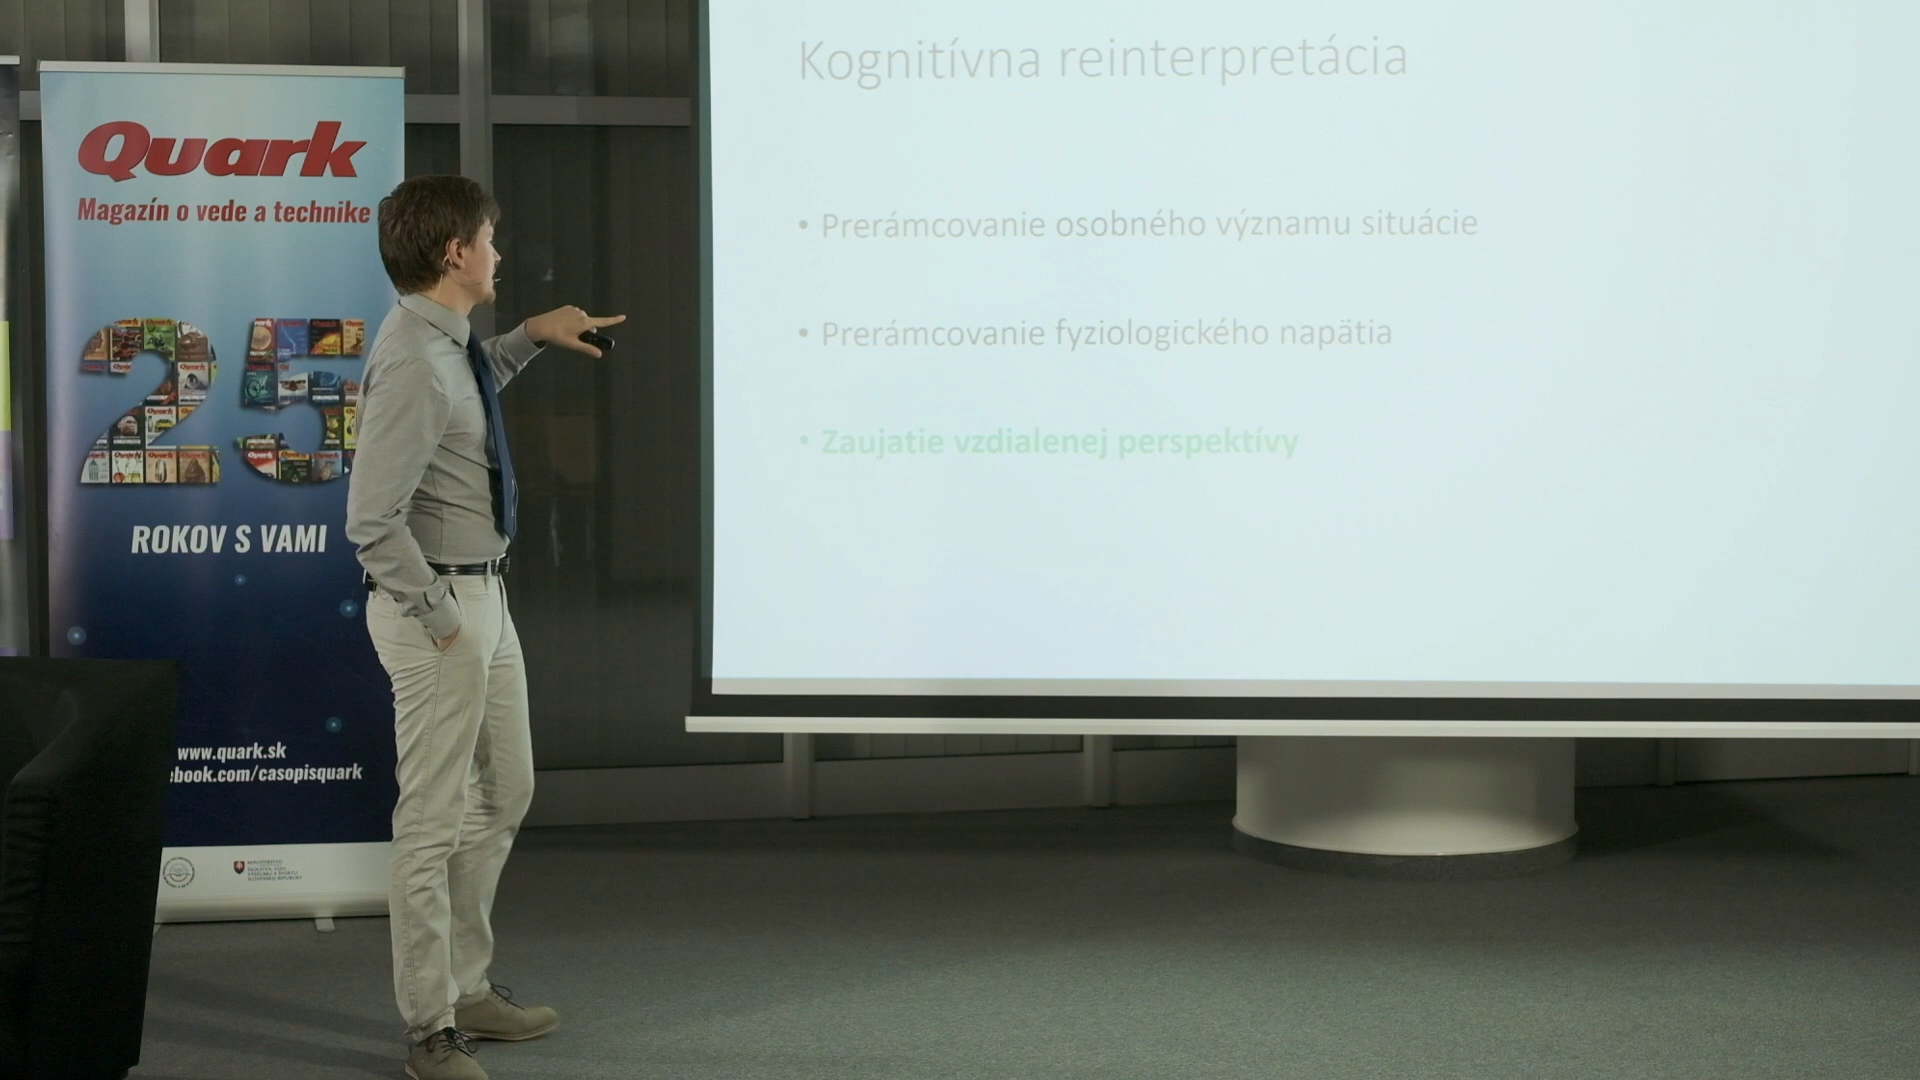 Quark
Magazín o vede a technike
25
ROKOV S VAMI
www.quark.sk
book.com/casopisquark
Kognitívna reinterpretácia
• Prerámcovanie osobného významu situácie
• Prerámcovanie fyziologického napätia
• Zaujatie vzdialenej perspektívy